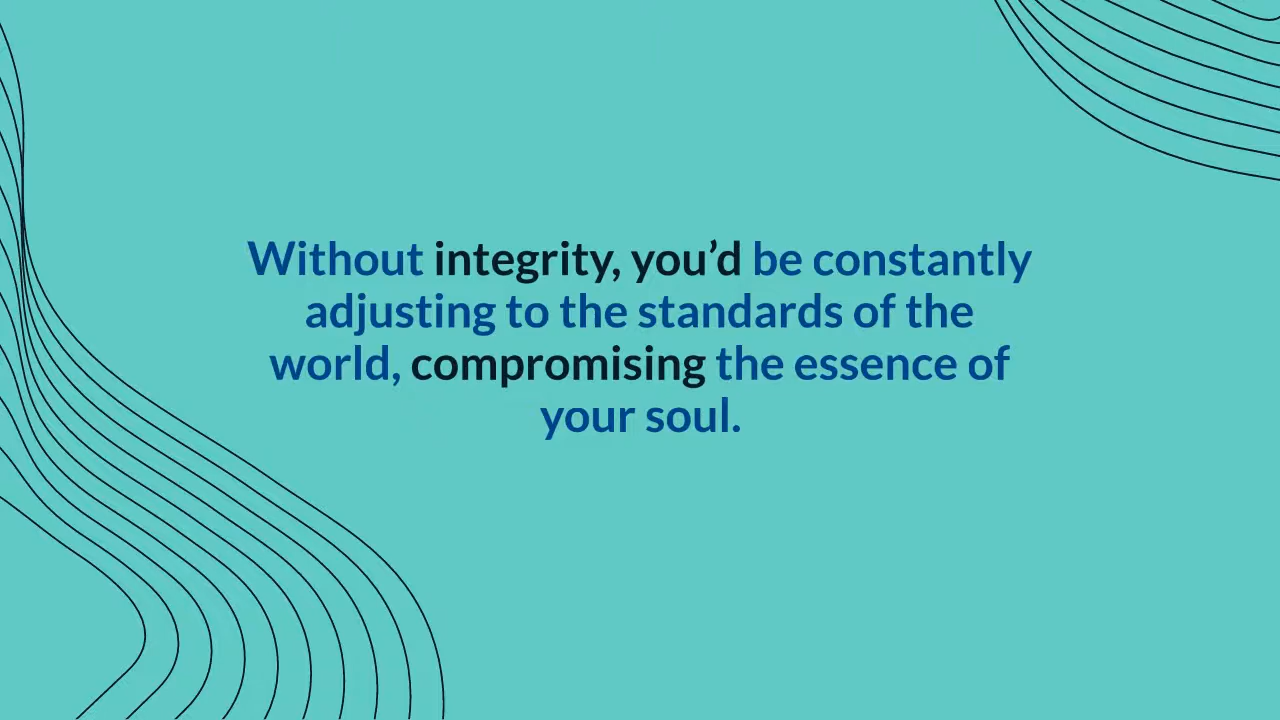 Without integrity, you’d be constantly
adjusting to the standards of the
world, compromising the essence of
your soul.